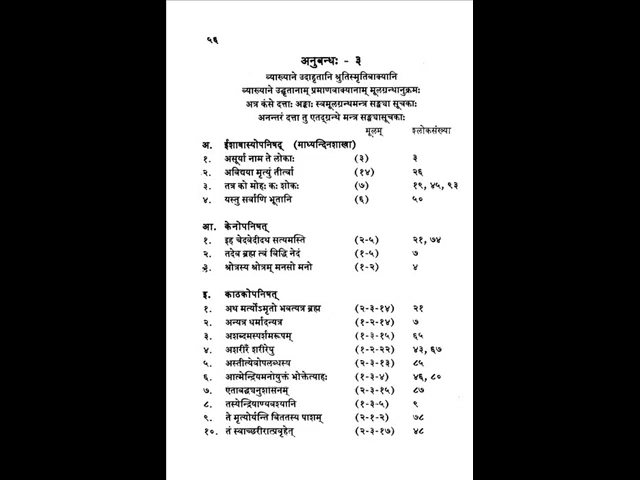 ५६
अनुबन्धः - ३
व्याख्याने उदाहृतानि श्रुतिस्मृतिवाक्यानि
व्याख्याने उद्धृतानाम् प्रमाणवाक्यानाम् मूलग्रन्थानुक्रमः
अत्र कंसे दत्ताः अङ्काः स्वमूलग्रन्थमन्त्र सङ्ख्या सूचकाः
अनन्तरं दत्ता तु एतद्ग्रन्थे मन्त्र सङ्ख्यासूचकाः
मूलम् श्लोकसंख्या
अ. ईशावास्योपनिषद् (माध्यन्दिनशाखा)
१. असूर्या नाम ते लोकाः (३) ३
२. अविद्यया मृत्युं तीर्त्वा (१४) २६
३. तत्र को मोहः कः शोकः (७) १९, ४५, ९३
४. यस्तु सर्वाणि भूतानि (६) ५०
आ. केनोपनिषत्
१. इह चेदवेदीदथ सत्यमस्ति (२-५) २१, ७४
२. तदेव ब्रह्म त्वं विद्धि नेदं (१-५) ७
३. श्रोत्रस्य श्रोत्रम् मनसो मनो (१-२) ४
इ. काठकोपनिषत्
१. अथ मर्त्योऽमृतो भवत्यत्र ब्रह्म (२-३-१४) २१
२. अन्यत्र धर्मादन्यत्र (१-२-१४) ७
३. अशब्दमस्पर्शमरूपम् (१-३-१५) ६५
४. अशरीरँ शरीरेषु (१-२-२२) ४३, ६७
५. अस्तीत्येवोपलब्धस्य (२-३-१३) ८५
६. आत्मेन्द्रियमनोयुक्तं भोक्तेत्याहुः (१-३-४) ४६, ८०
७. एतावद्ध्यनुशासनम् (२-३-१५) ८७
८. तस्येन्द्रियाण्यवश्यानि (१-३-५) ९
९. ते मृत्योर्यन्ति विततस्य पाशम् (२-१-२) ७८
१०. तं स्वाच्छरीरात्प्रवृहेत् (२-३-१७) ४८